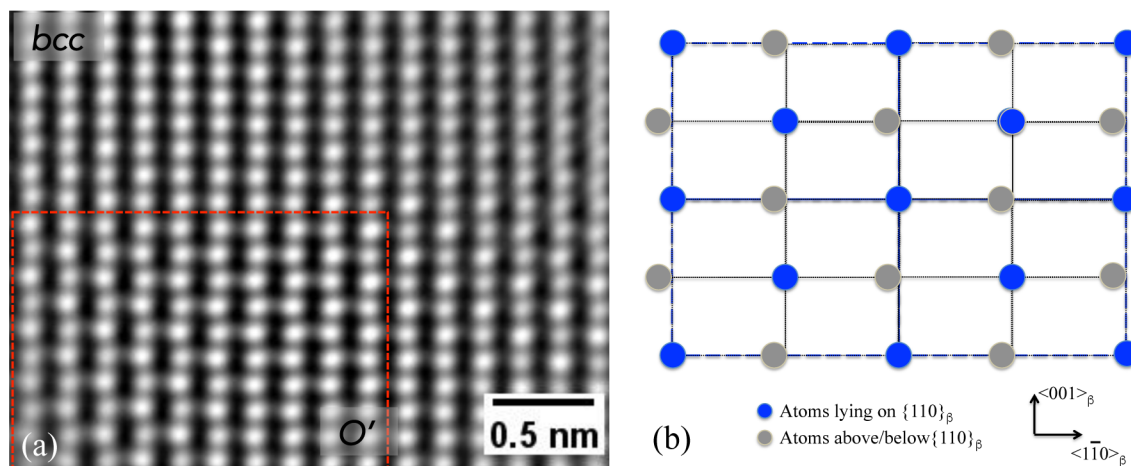 bcc
O’
(a)
0.5 nm
Atoms lying on {110}β
Atoms above/below{110}β
(b)
<001>β
<1̅10>β